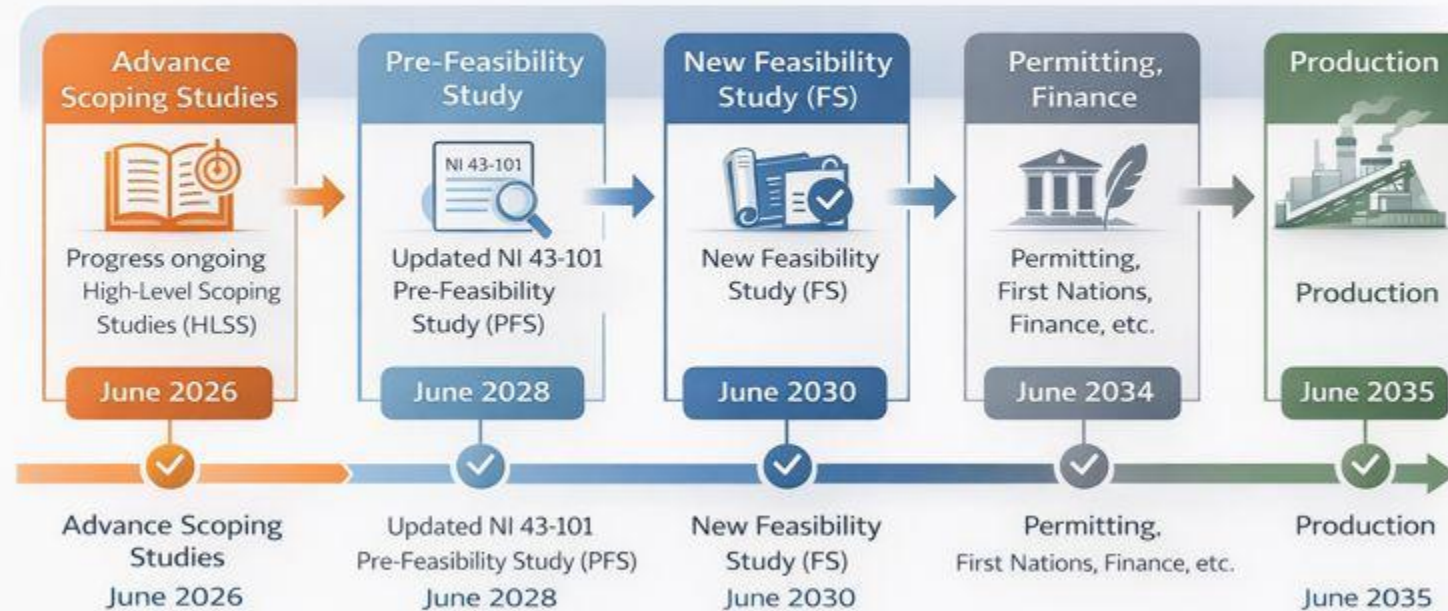 Advance
Scoping Studies
Progress ongoing
High-Level Scoping
Studies (HLSS)
June 2026
Pre-Feasibility
Study
NI 43-101
Updated NI 43-101
Pre-Feasibility
Study (PFS)
June 2028
New Feasibility
Study (FS)
New Feasibility
Study (FS)
June 2030
Permitting,
Finance
Permitting,
First Nations,
Finance, etc.
June 2034
Production
Production
June 2035
Advance Scoping
Studies
June 2026
Updated NI 43-101
Pre-Feasibility Study (PFS)
June 2028
New Feasibility
Study (FS)
June 2030
Permitting,
First Nations, Finance, etc.
Production
June 2035